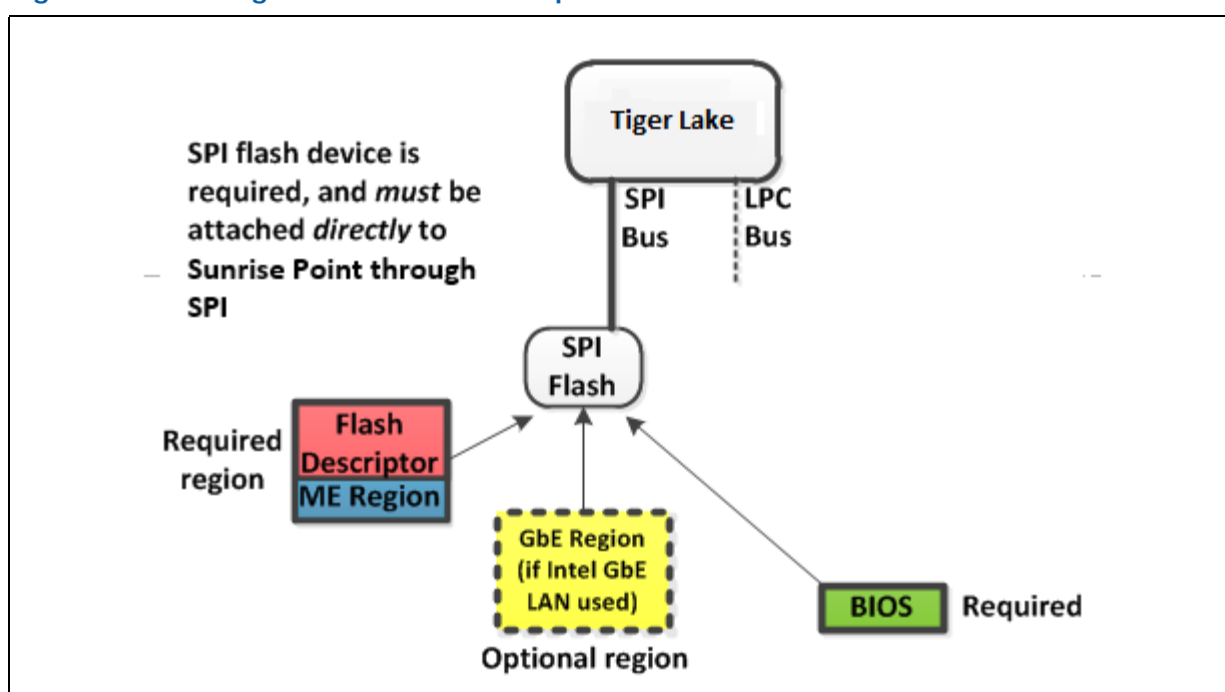 Tiger Lake
SPI flash device is
required, and must be
attached directly to
Sunrise Point through
SPI
SPI
Bus
LPC
Bus
SPI
Flash
Required
region
Flash
Descriptor
ME Region
GbE Region
(if Intel GbE
LAN used)
Optional region
BIOS
Required